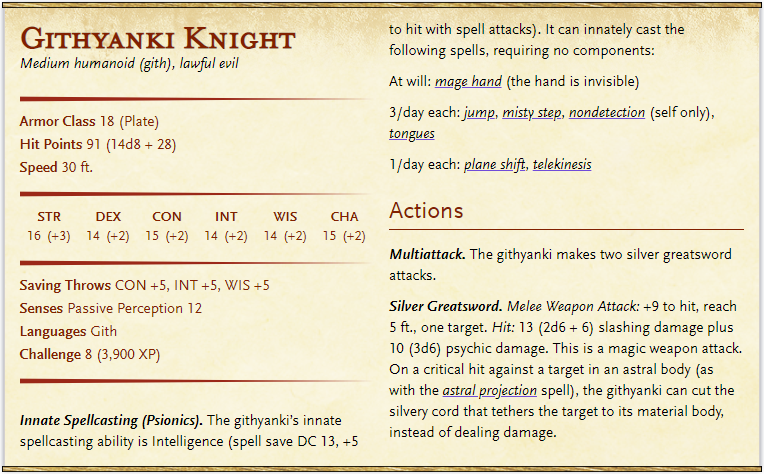 Githyanki Knight
Medium humanoid (gith), lawful evil
Armor Class 18 (Plate)
Hit Points 91 (14d8 + 28)
Speed 30 ft.
STR DEX CON INT WIS CHA
16 (+3) 14 (+2) 15 (+2) 14 (+2) 14 (+2) 15 (+2)
Saving Throws CON +5, INT +5, WIS +5
Senses Passive Perception 12
Languages Gith
Challenge 8 (3,900 XP)
Innate Spellcasting (Psionics). The githyanki's innate
spellcasting ability is Intelligence (spell save DC 13, +5
to hit with spell attacks). It can innately cast the
following spells, requiring no components:
At will: mage hand (the hand is invisible)
3/day each: jump, misty step, nondetection (self only),
tongues
1/day each: plane shift, telekinesis
Actions
Multiattack. The githyanki makes two silver greatsword
attacks.
Silver Greatsword. Melee Weapon Attack: +9 to hit, reach
5 ft., one target. Hit: 13 (2d6 + 6) slashing damage plus
10 (3d6) psychic damage. This is a magic weapon attack.
On a critical hit against a target in an astral body (as
with the astral projection spell), the githyanki can cut the
silvery cord that tethers the target to its material body,
instead of dealing damage.